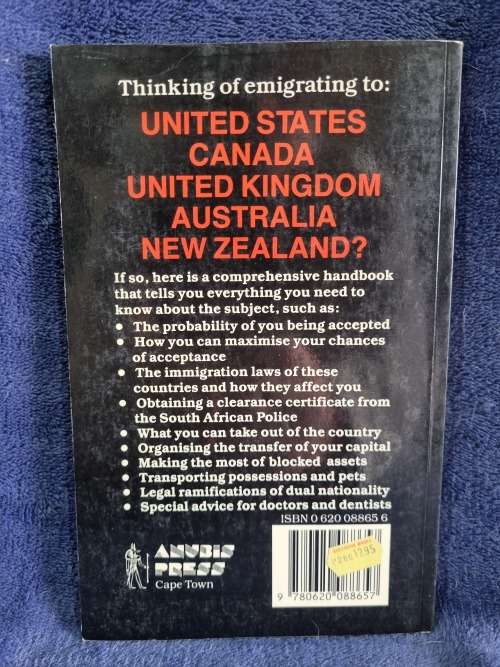 Thinking of emigrating to:
UNITED STATES
CANADA
UNITED KINGDOM
AUSTRALIA
NEW ZEALAND?
If so, here is a comprehensive handbook
that tells you everything you need to
know about the subject, such as:
• The probability of you being accepted
• How you can maximise your chances
of acceptance
• The immigration laws of these
countries and how they affect you
• Obtaining a clearance certificate from
the South African Police
• What you can take out of the country
• Organising the transfer of your capital
• Making the most of blocked assets
• Transporting possessions and pets
• Legal ramifications of dual nationality
• Special advice for doctors and dentists
ISBN 0 620 08865 6
ANUBIS
PRESS
Cape Town
1295
9 780620 088657